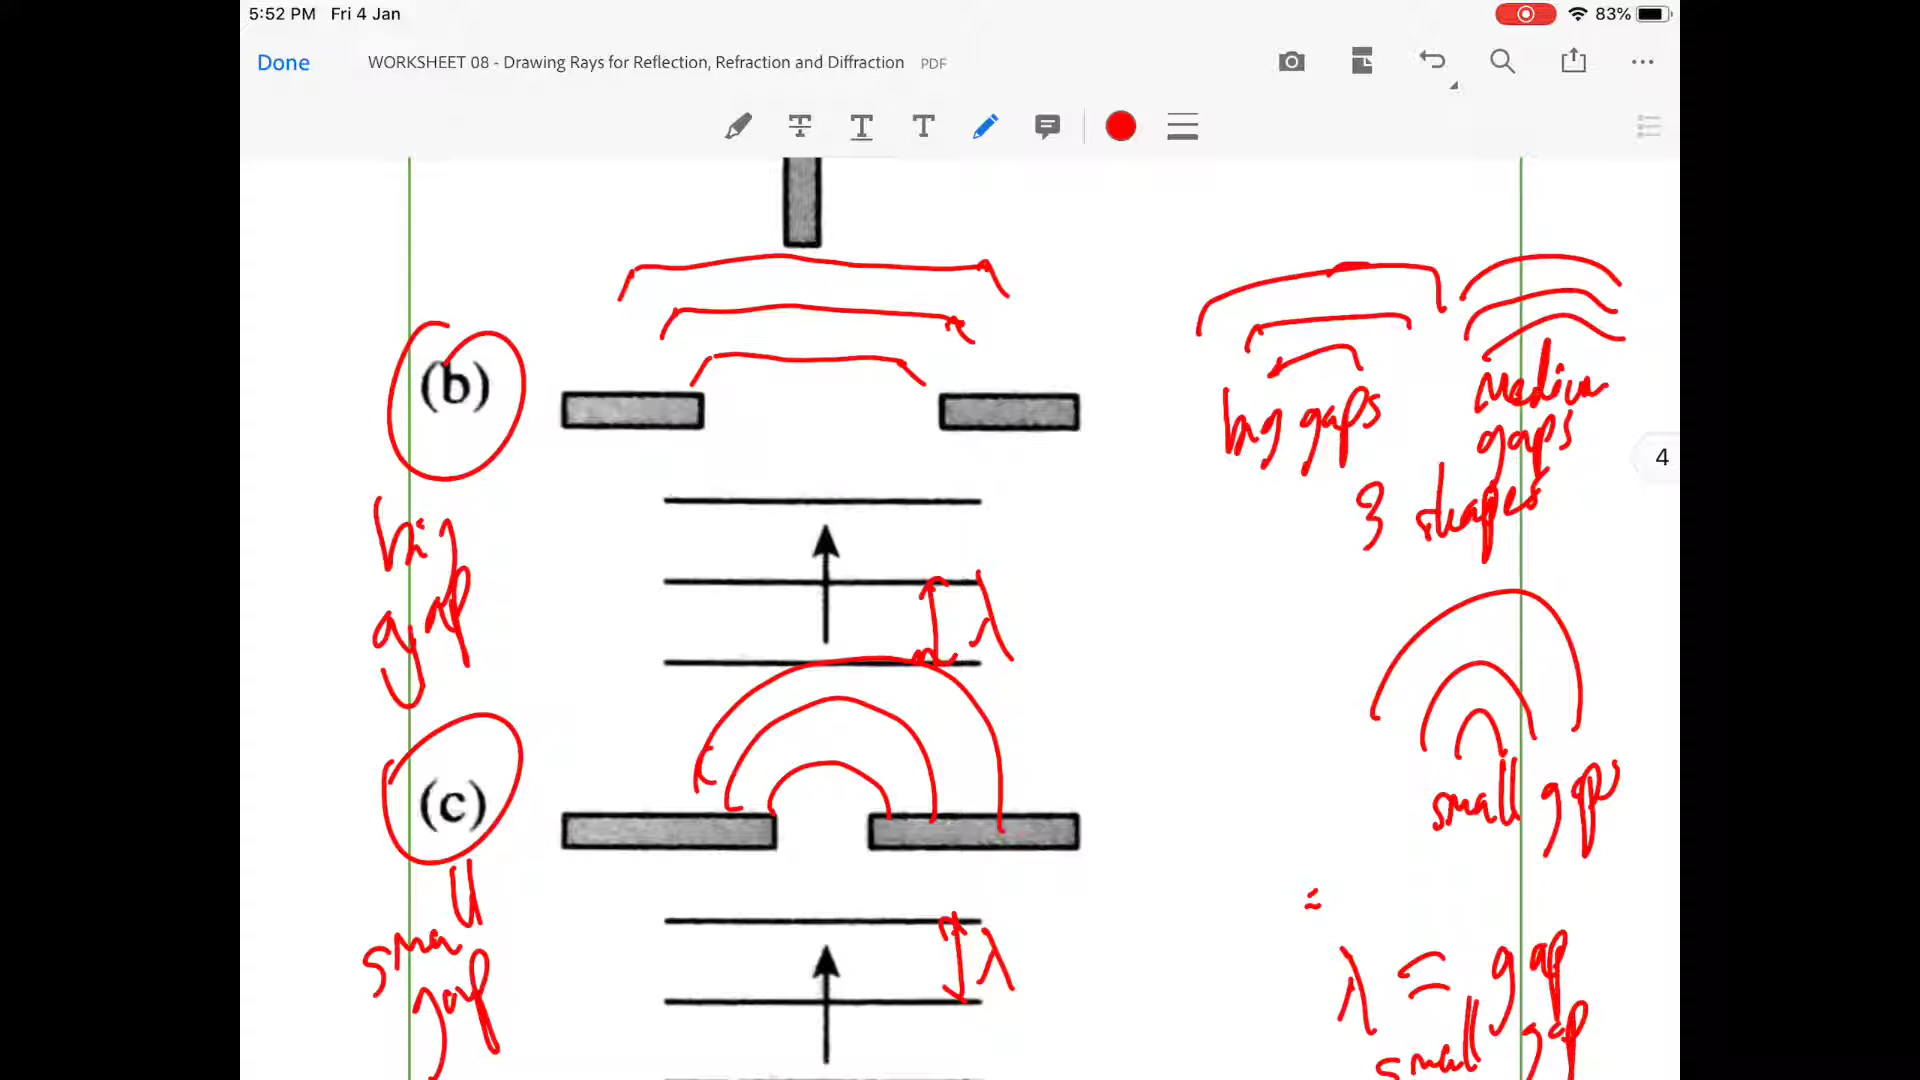 5:52 PM Fri 4 Jan
83%
Done
WORKSHEET 08 - Drawing Rays for Reflection, Refraction and Diffraction PDF
T T T
(b)
big gaps
Medium
gaps
3 shapes
4
big
gap
λ
(c)
small gaps
small
gap
λ
=
λ = gap
small gap